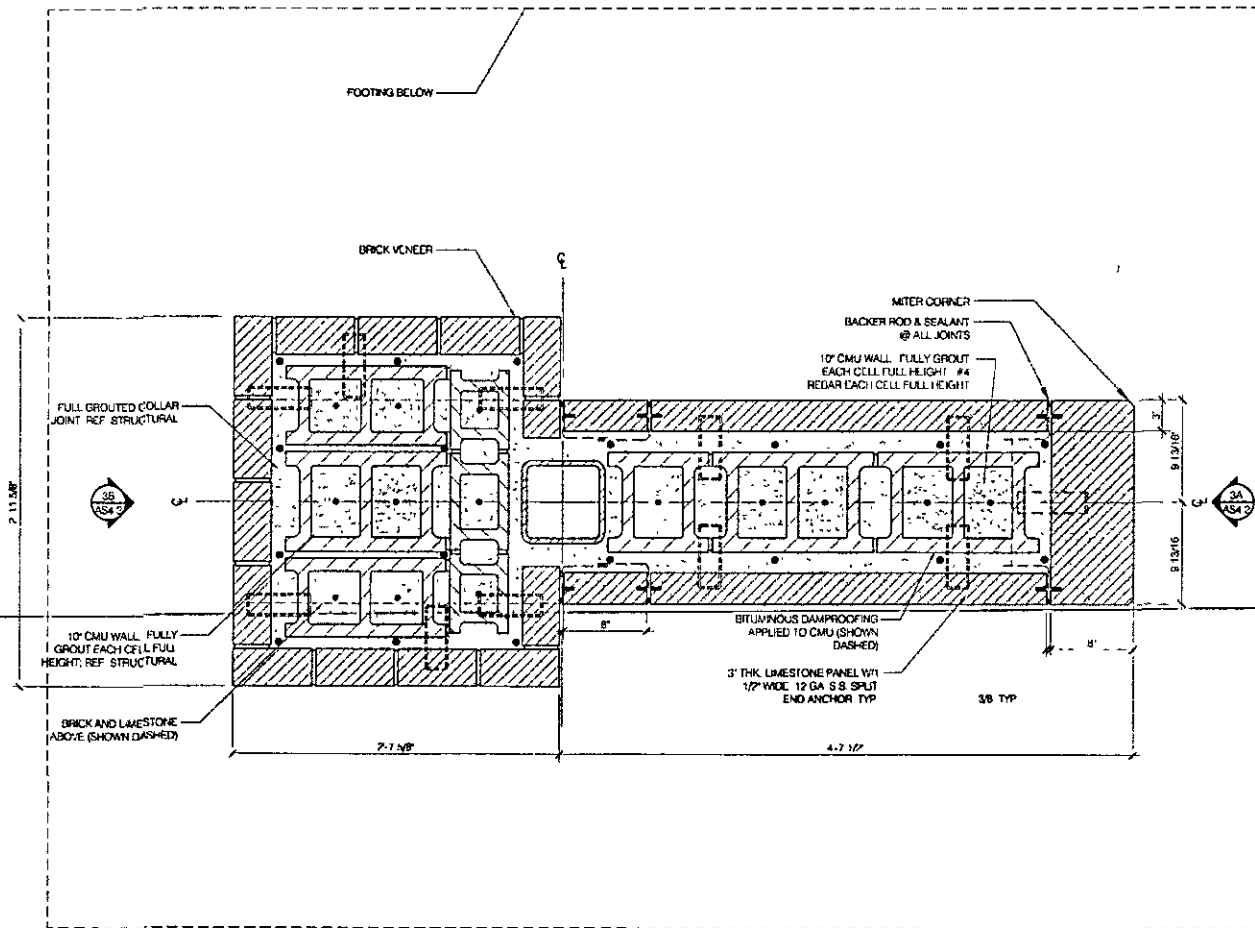 FOOTING BELOW
BRICK VENEER
MITER CORNER
BACKER ROD & SEALANT
@ ALL JOINTS
10" CMU WALL FULLY GROUT
EACH CELL FULL HEIGHT #4
REBAR EACH CELL FULL HEIGHT
FULL GROUTED COLLAR
JOINT REF STRUCTURAL
3"
9 13/16"
2 11 5/8"
3B
AS4 2
3A
AS4 2
9 13/16
10" CMU WALL FULLY
GROUT EACH CELL FULL
HEIGHT, REF STRUCTURAL
8"
BITUMINOUS DAMPROOFING
APPLIED TO CMU (SHOWN
DASHED)
8"
3" THK LIMESTONE PANEL W/1
1/2" WIDE 12 GA S S SPLIT
END ANCHOR TYP
3/8 TYP
BRICK AND LIMESTONE
ABOVE (SHOWN DASHED)
2'-7 5/8"
4'-7 1/2"